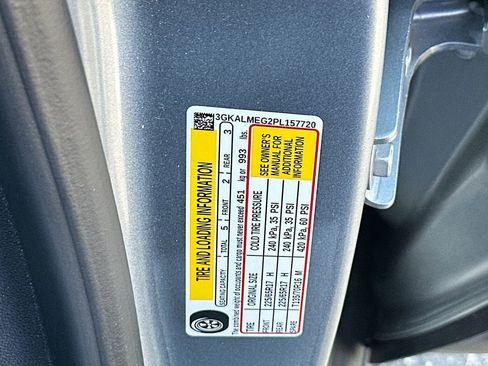 3GKALMEG2PL157720
TIRE AND LOADING INFORMATION
SEATING CAPACITY TOTAL 5 FRONT 2 REAR 3
The combined weight of occupants and cargo must never exceed 451 kg or 993 lbs.
TIRE ORIGINAL SIZE COLD TIRE PRESSURE
FRONT 225/65R17 H 240 kPa, 35 PSI
REAR 225/65R17 H 240 kPa, 35 PSI
SPARE T135/70R16 M 420 kPa, 60 PSI
SEE OWNER'S
MANUAL FOR
ADDITIONAL
INFORMATION